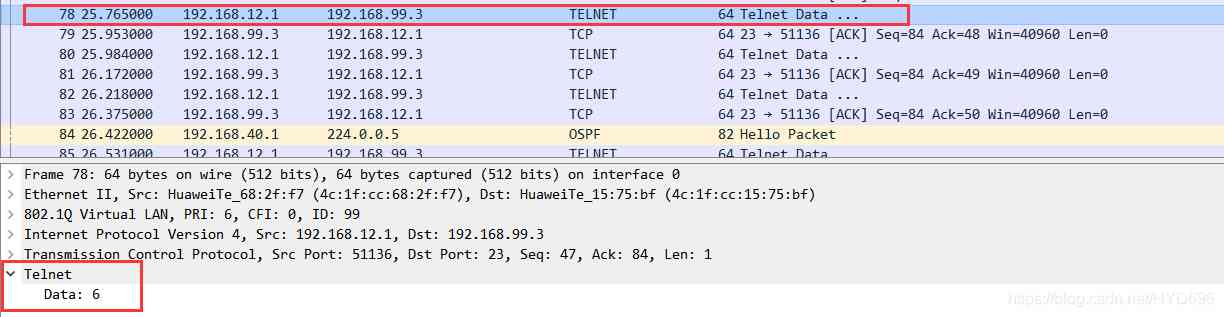 78 25.765000 192.168.12.1 192.168.99.3 TELNET 64 Telnet Data ...
79 25.953000 192.168.99.3 192.168.12.1 TCP 64 23 → 51136 [ACK] Seq=84 Ack=48 Win=40960 Len=0
80 25.984000 192.168.12.1 192.168.99.3 TELNET 64 Telnet Data ...
81 26.172000 192.168.99.3 192.168.12.1 TCP 64 23 → 51136 [ACK] Seq=84 Ack=49 Win=40960 Len=0
82 26.218000 192.168.12.1 192.168.99.3 TELNET 64 Telnet Data ...
83 26.375000 192.168.99.3 192.168.12.1 TCP 64 23 → 51136 [ACK] Seq=84 Ack=50 Win=40960 Len=0
84 26.422000 192.168.40.1 224.0.0.5 OSPF 82 Hello Packet
85 26.531000 192.168.12.1 192.168.99.3 TELNET 64 Telnet Data
Frame 78: 64 bytes on wire (512 bits), 64 bytes captured (512 bits) on interface 0
Ethernet II, Src: HuaweiTe_68:2f:f7 (4c:1f:cc:68:2f:f7), Dst: HuaweiTe_15:75:bf (4c:1f:cc:15:75:bf)
802.1Q Virtual LAN, PRI: 6, CFI: 0, ID: 99
Internet Protocol Version 4, Src: 192.168.12.1, Dst: 192.168.99.3
Transmission Control Protocol, Src Port: 51136, Dst Port: 23, Seq: 47, Ack: 84, Len: 1
Telnet
Data: 6